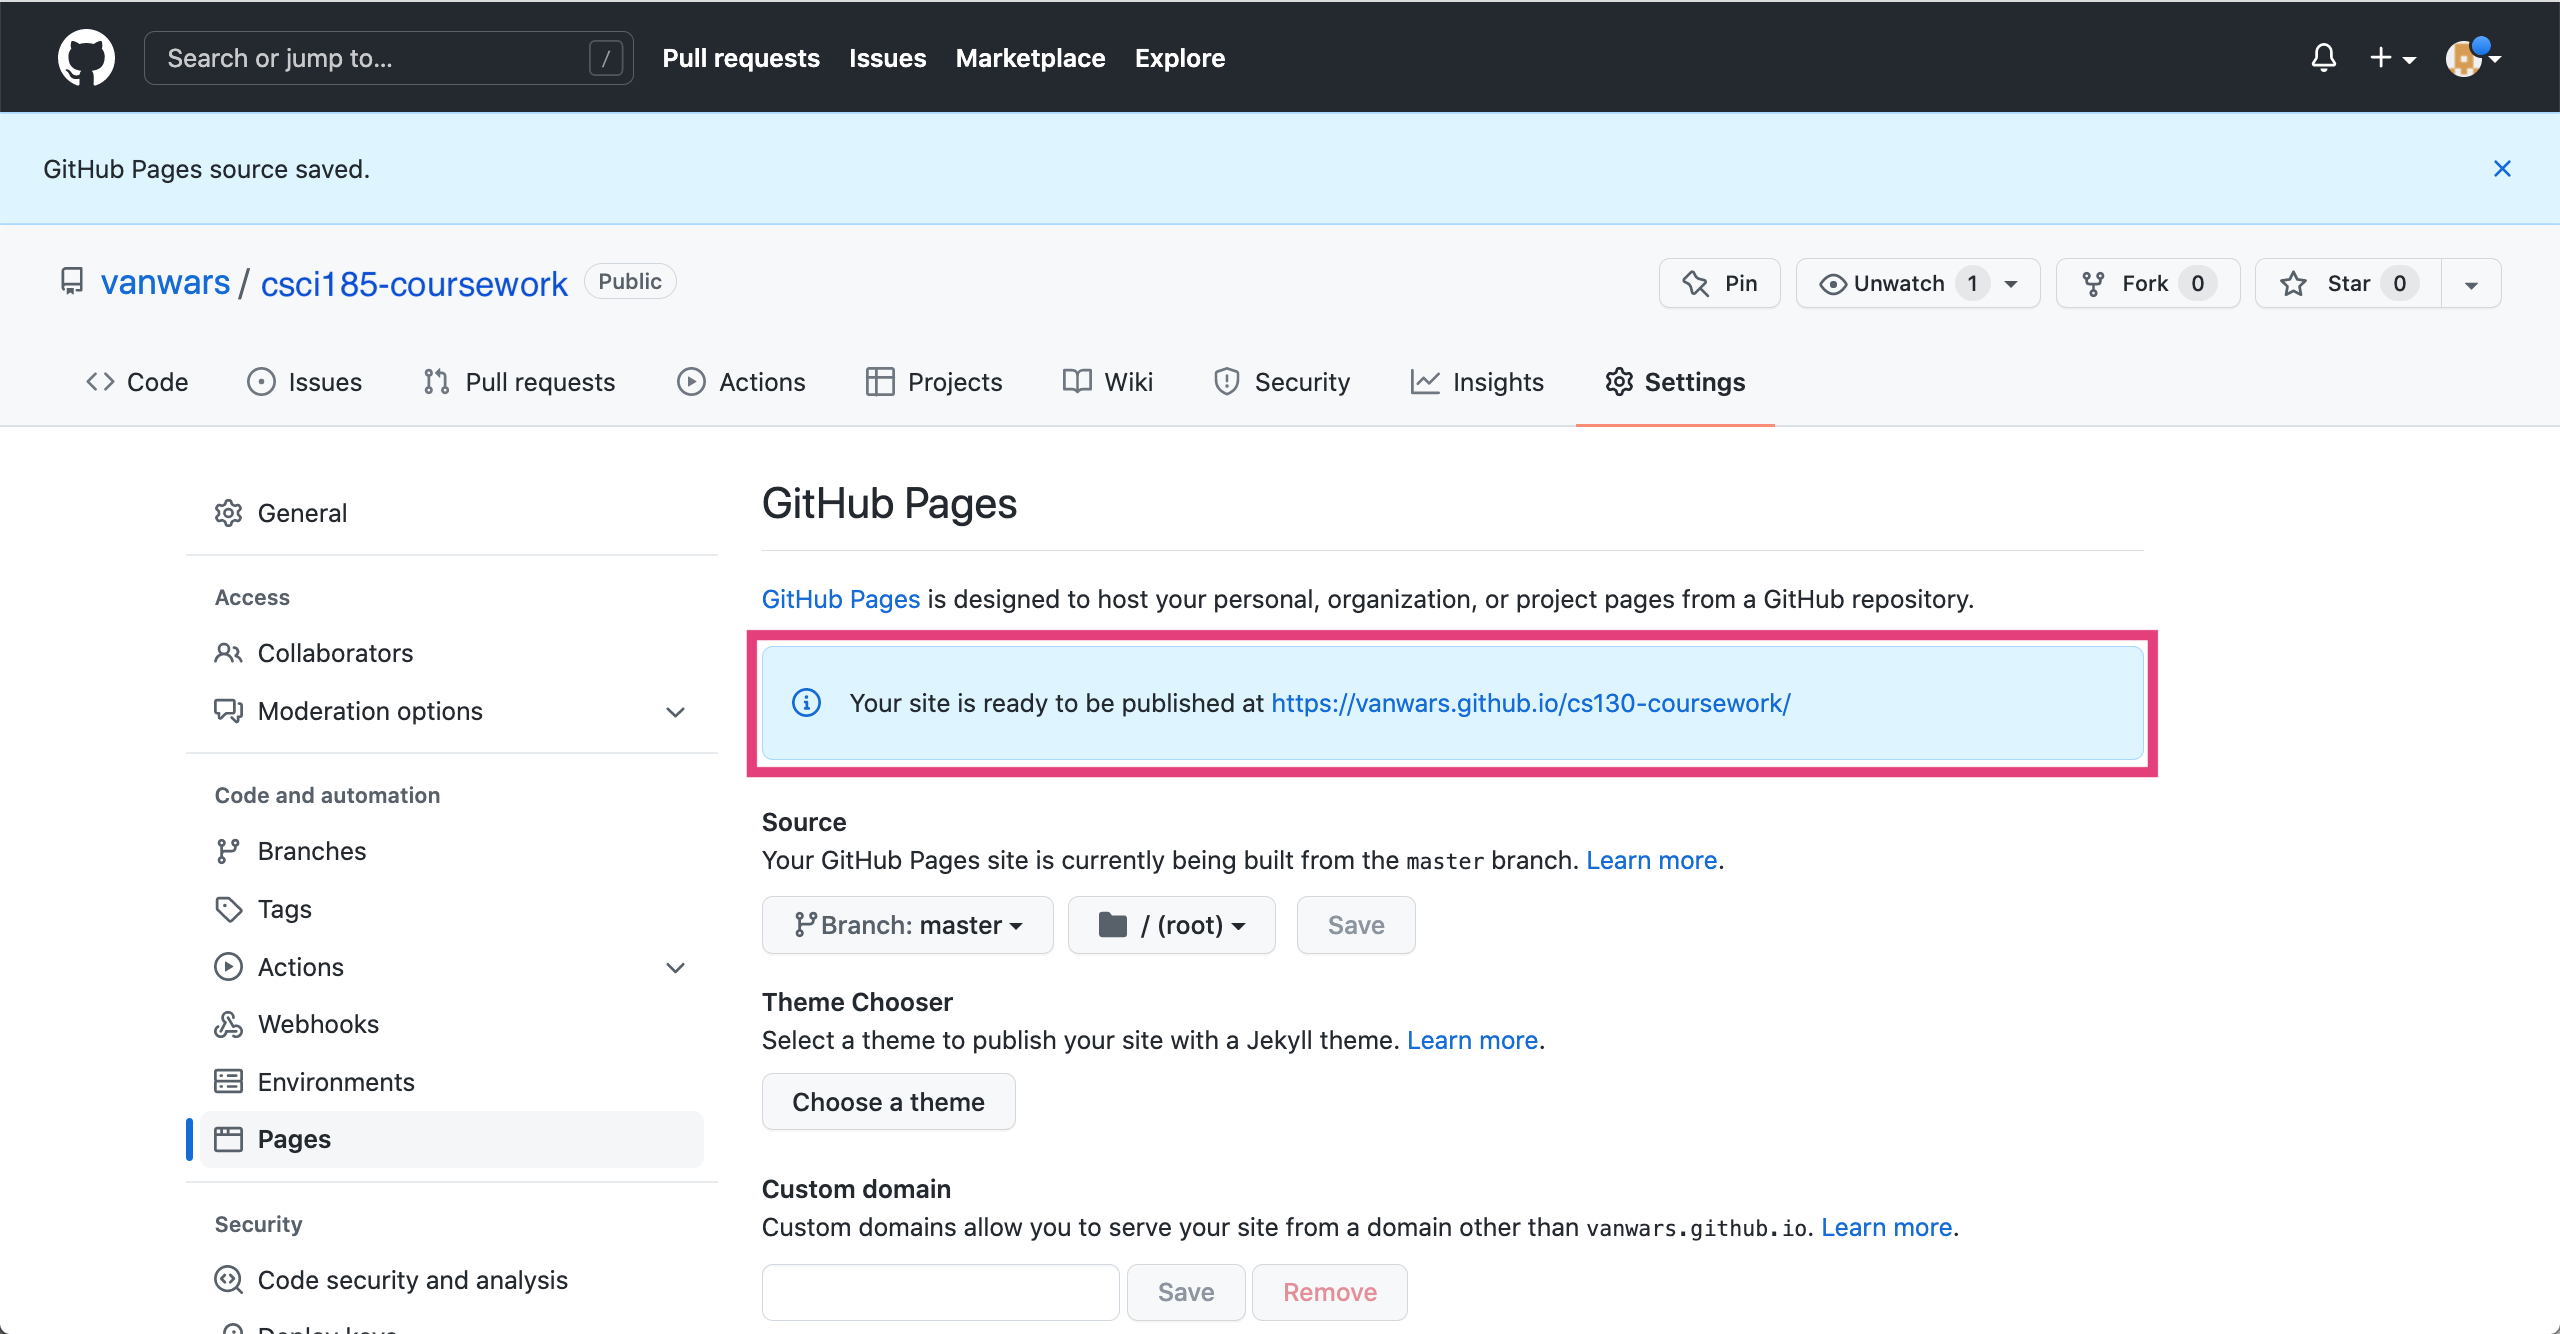 Search or jump to... /
Pull requests Issues Marketplace Explore
GitHub Pages source saved.
vanwars / csci185-coursework Public
Pin
Unwatch 1
Fork 0
Star 0
Code
Issues
Pull requests
Actions
Projects
Wiki
Security
Insights
Settings
General
Access
Collaborators
Moderation options
Code and automation
Branches
Tags
Actions
Webhooks
Environments
Pages
Security
Code security and analysis
Deploy keys
GitHub Pages
GitHub Pages is designed to host your personal, organization, or project pages from a GitHub repository.
Your site is ready to be published at https://vanwars.github.io/cs130-coursework/
Source
Your GitHub Pages site is currently being built from the master branch. Learn more.
Branch: master / (root) Save
Theme Chooser
Select a theme to publish your site with a Jekyll theme. Learn more.
Choose a theme
Custom domain
Custom domains allow you to serve your site from a domain other than vanwars.github.io. Learn more.
Save Remove